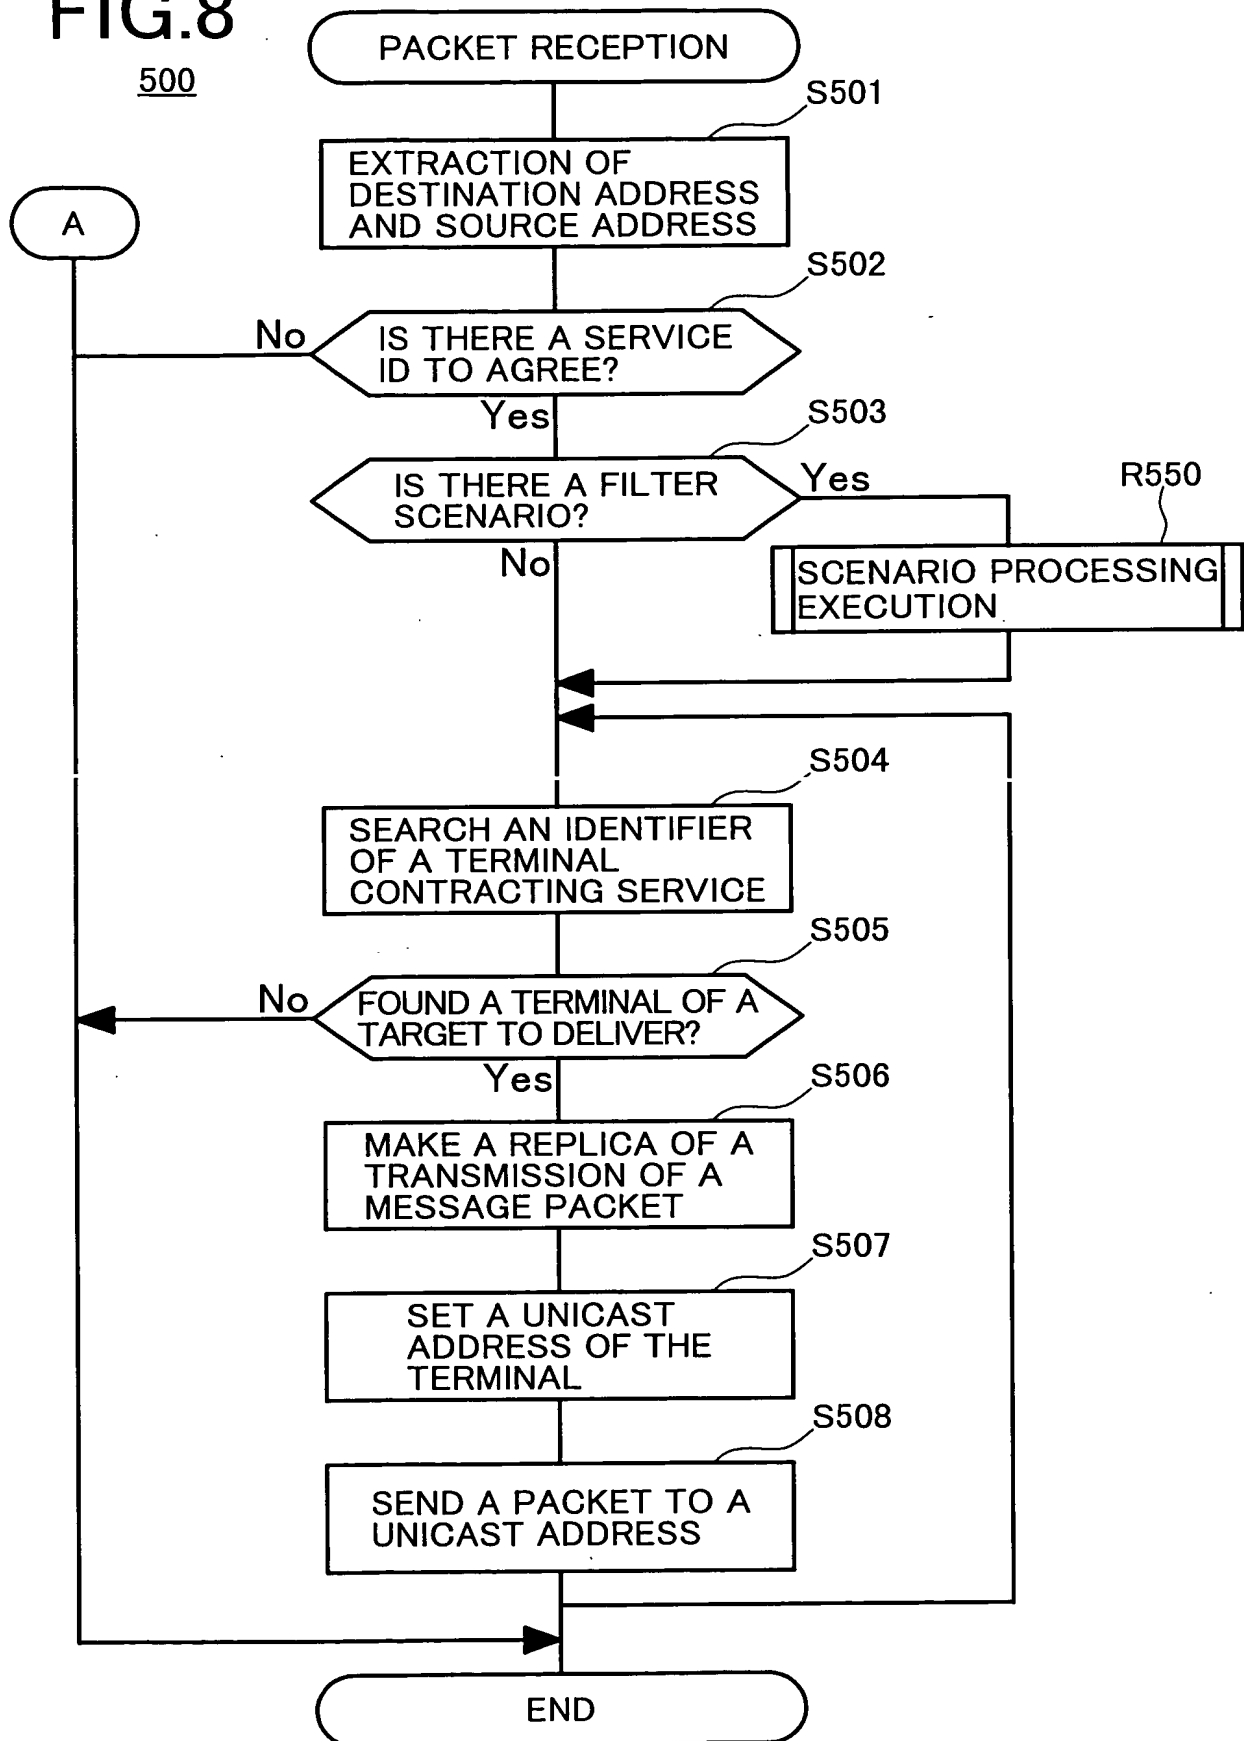 FIG.8
500
PACKET RECEPTION
S501
EXTRACTION OF
DESTINATION ADDRESS
AND SOURCE ADDRESS
A
S502
No
IS THERE A SERVICE
ID TO AGREE?
Yes
S503
IS THERE A FILTER
SCENARIO?
Yes
R550
No
SCENARIO PROCESSING
EXECUTION
S504
SEARCH AN IDENTIFIER
OF A TERMINAL
CONTRACTING SERVICE
S505
No
FOUND A TERMINAL OF A
TARGET TO DELIVER?
Yes
S506
MAKE A REPLICA OF A
TRANSMISSION OF A
MESSAGE PACKET
S507
SET A UNICAST
ADDRESS OF THE
TERMINAL
S508
SEND A PACKET TO A
UNICAST ADDRESS
END